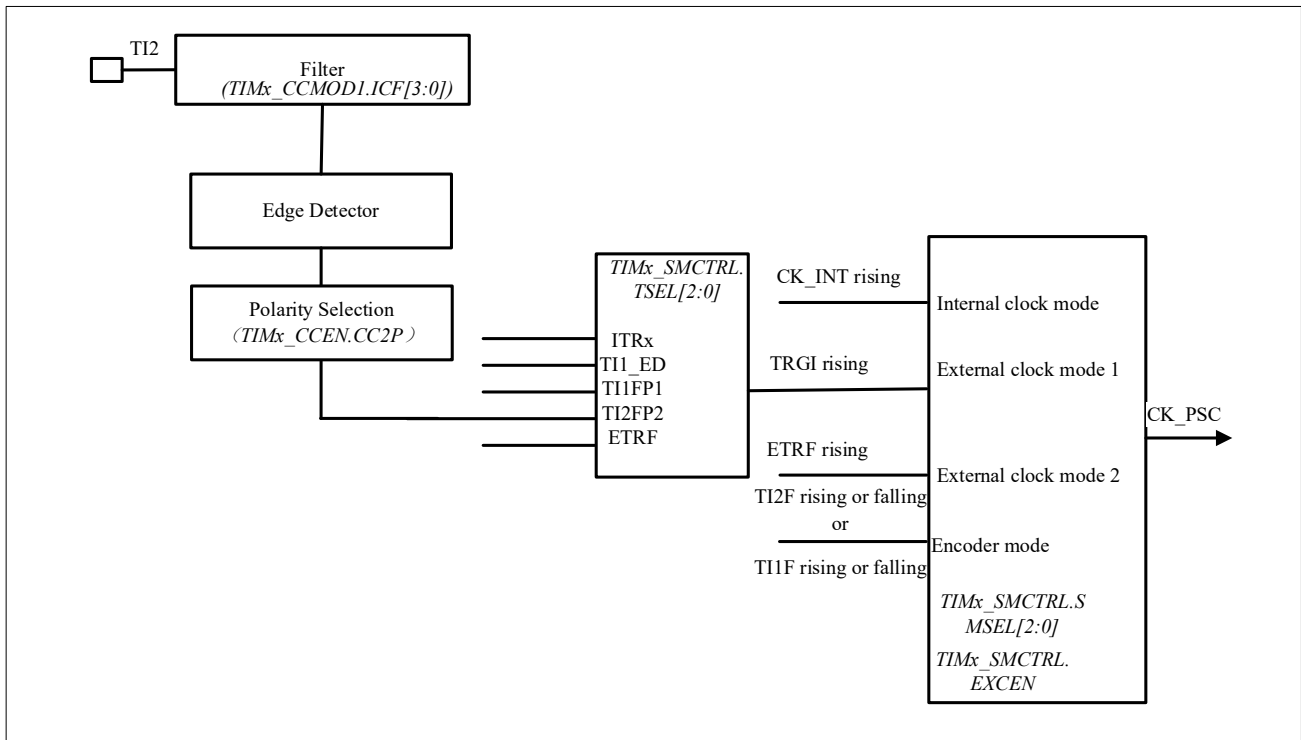 TI2
Filter
(TIMx_CCMOD1.ICF[3:0])
Edge Detector
Polarity Selection
（TIMx_CCEN.CC2P）
TIMx_SMCTRL.
TSEL[2:0]
ITRx
TI1_ED
TI1FP1
TI2FP2
ETRF
CK_INT rising
TRGI rising
ETRF rising
TI2F rising or falling
or
TI1F rising or falling
Internal clock mode
External clock mode 1
External clock mode 2
Encoder mode
TIMx_SMCTRL.S
MSEL[2:0]
TIMx_SMCTRL.
EXCEN
CK_PSC